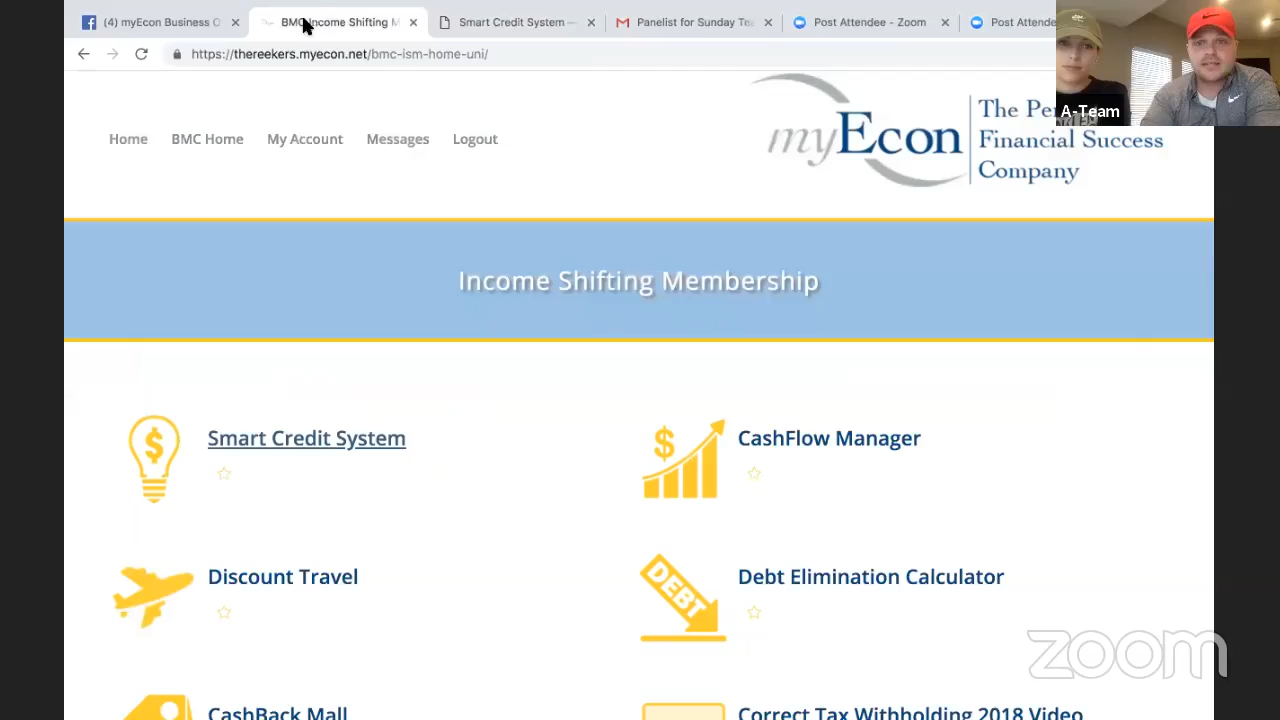 (4) myEcon Business O
BMC Income Shifting M
Smart Credit System —
Panelist for Sunday Te
Post Attendee - Zoom
Post Attende
https://thereekers.myecon.net/bmc-ism-home-uni/
A-Team
Home
BMC Home
My Account
Messages
Logout
myEcon
The Pe
Financial Success
Company
Income Shifting Membership
Smart Credit System
CashFlow Manager
Discount Travel
DEBT
Debt Elimination Calculator
CashBack Mall
Correct Tax Withholding 2018 Video
zoom